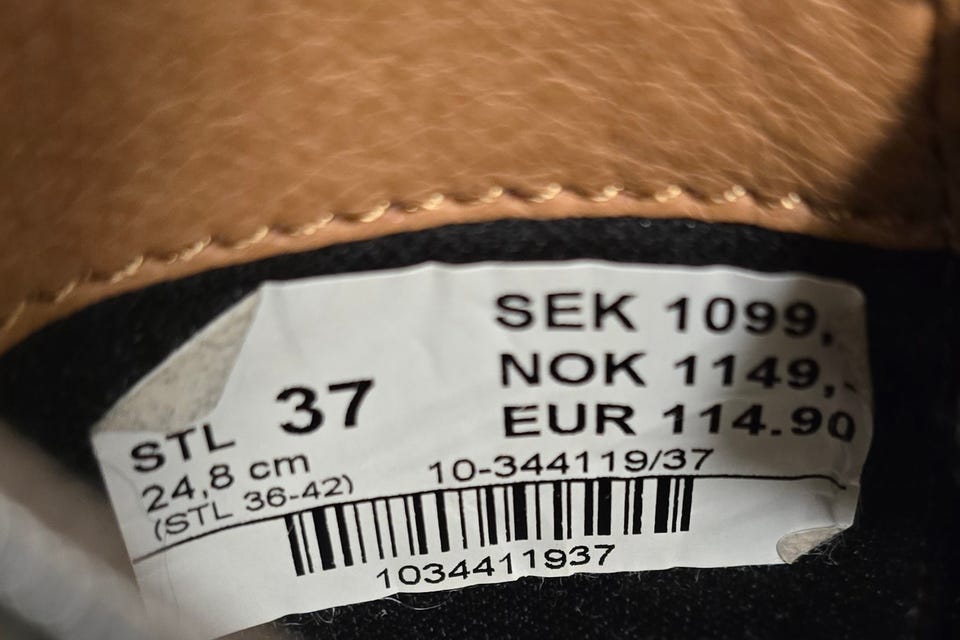 SEK 1099,
NOK 1149,-
EUR 114.90
STL 37
24,8 cm
(STL 36-42)
10-344119/37
1034411937